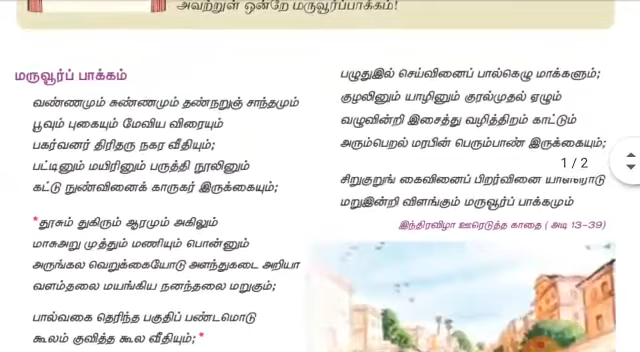 அவற்றுள் ஒன்றே மருவூர்ப்பாக்கம்!
மருவூர்ப் பாக்கம்
வண்ணமும் சுண்ணமும் தண்நறுஞ் சாந்தமும்
பூவும் புகையும் மேவிய விரையும்
பகர்வனர் திரிதரு நகர வீதியும்;
பட்டினும் மயிரினும் பருத்தி நூலினும்
கட்டு நுண்வினைக் காருகர் இருக்கையும்;
*தூசும் துகிரும் ஆரமும் அகிலும்
மாசுஅறு முத்தும் மணியும் பொன்னும்
அருங்கல வெறுக்கையோடு அளந்துகடை அறியா
வளம்தலை மயங்கிய நனந்தலை மறுகும்;
பால்வகை தெரிந்த பகுதிப் பண்டமொடு
கூலம் குவித்த கூல வீதியும்;*
பழுதுஇல் செய்வினைப் பால்கெழு மாக்களும்;
குழலினும் யாழினும் குரல்முதல் ஏழும்
வழுவின்றி இசைத்து வழித்திறம் காட்டும்
அரும்பெறல் மரபின் பெரும்பாண் இருக்கையும்;
1 / 2
சிறுகுறுங் கைவினைப் பிறர்வினை யாளரொடு
மறுஇன்றி விளங்கும் மருவூர்ப் பாக்கமும்
இந்திரவிழா ஊரெடுத்த காதை ( அடி 13-39)